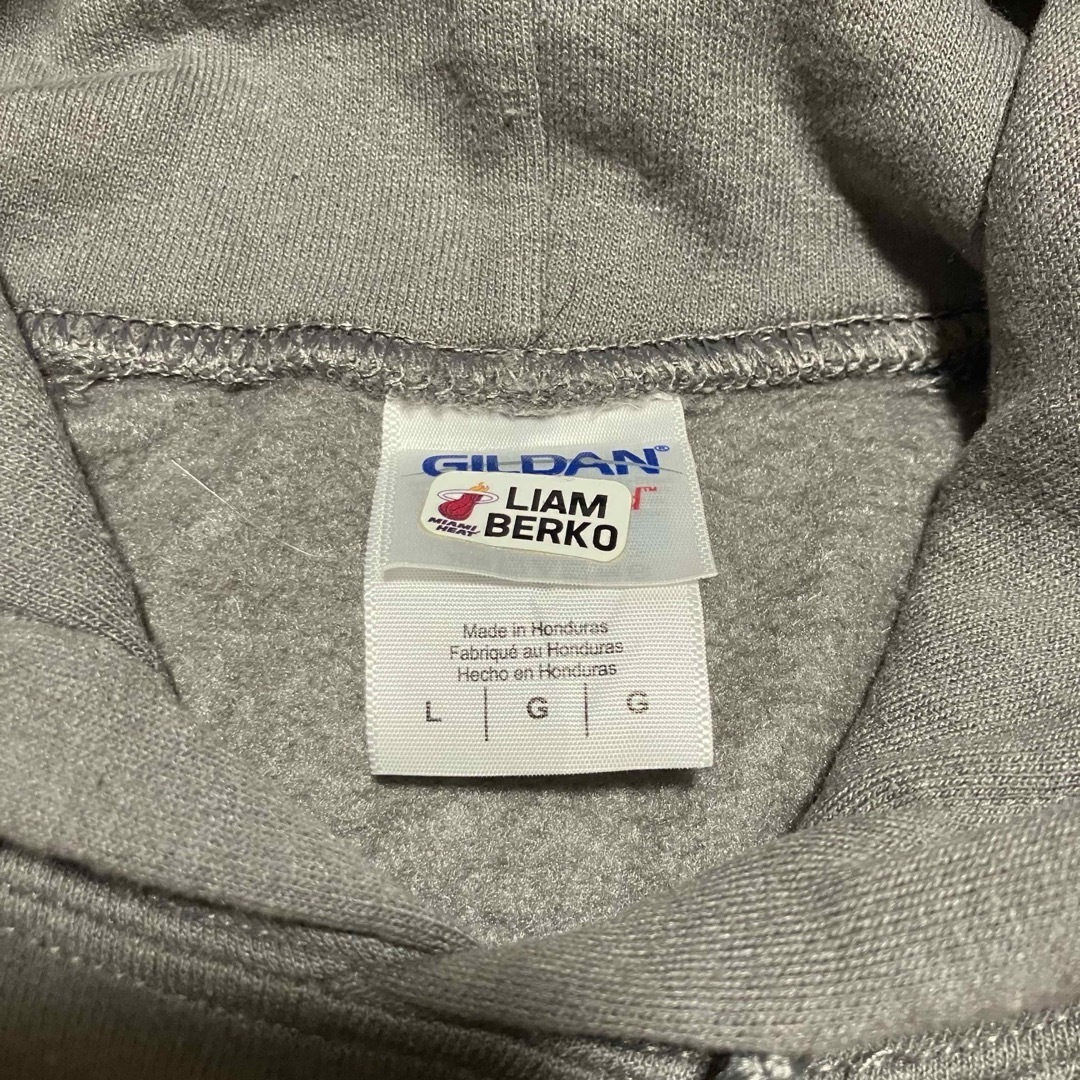 GILDAN®
LIAM
BERKO
MIAMI
HEAT
Made in Honduras
Fabriqué au Honduras
Hecho en Honduras
L | G | G